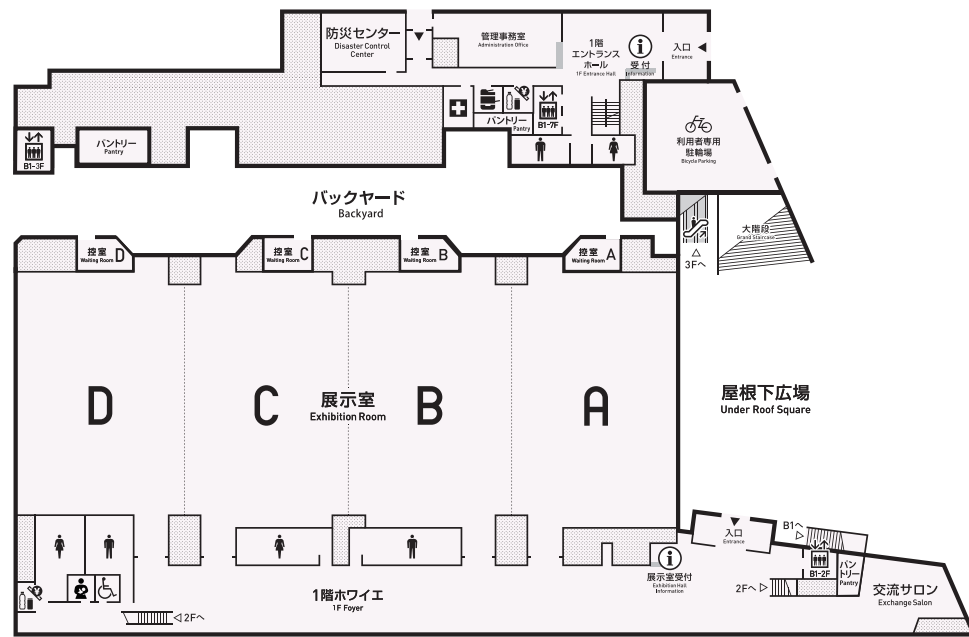 防災センター
Disaster Control
Center
管理事務室
Administration Office
1階
エントランス
ホール
1F Entrance Hall
受付
Information
入口
Entrance
B1-3F
パントリー
Pantry
パントリー
Pantry
B1-7F
利用者専用
駐輪場
Bicycle Parking
バックヤード
Backyard
大階段
Grand Staircase
3Fへ
控室
Waiting Room D
控室
Waiting Room C
控室
Waiting Room B
控室
Waiting Room A
D
C
展示室
Exhibition Room
B
A
屋根下広場
Under Roof Square
入口
Entrance
B1へ
B1-2F
パン
トリー
Pantry
2Fへ
交流サロン
Exchange Salon
展示室受付
Exhibition Hall
Information
1階ホワイエ
1F Foyer
2Fへ